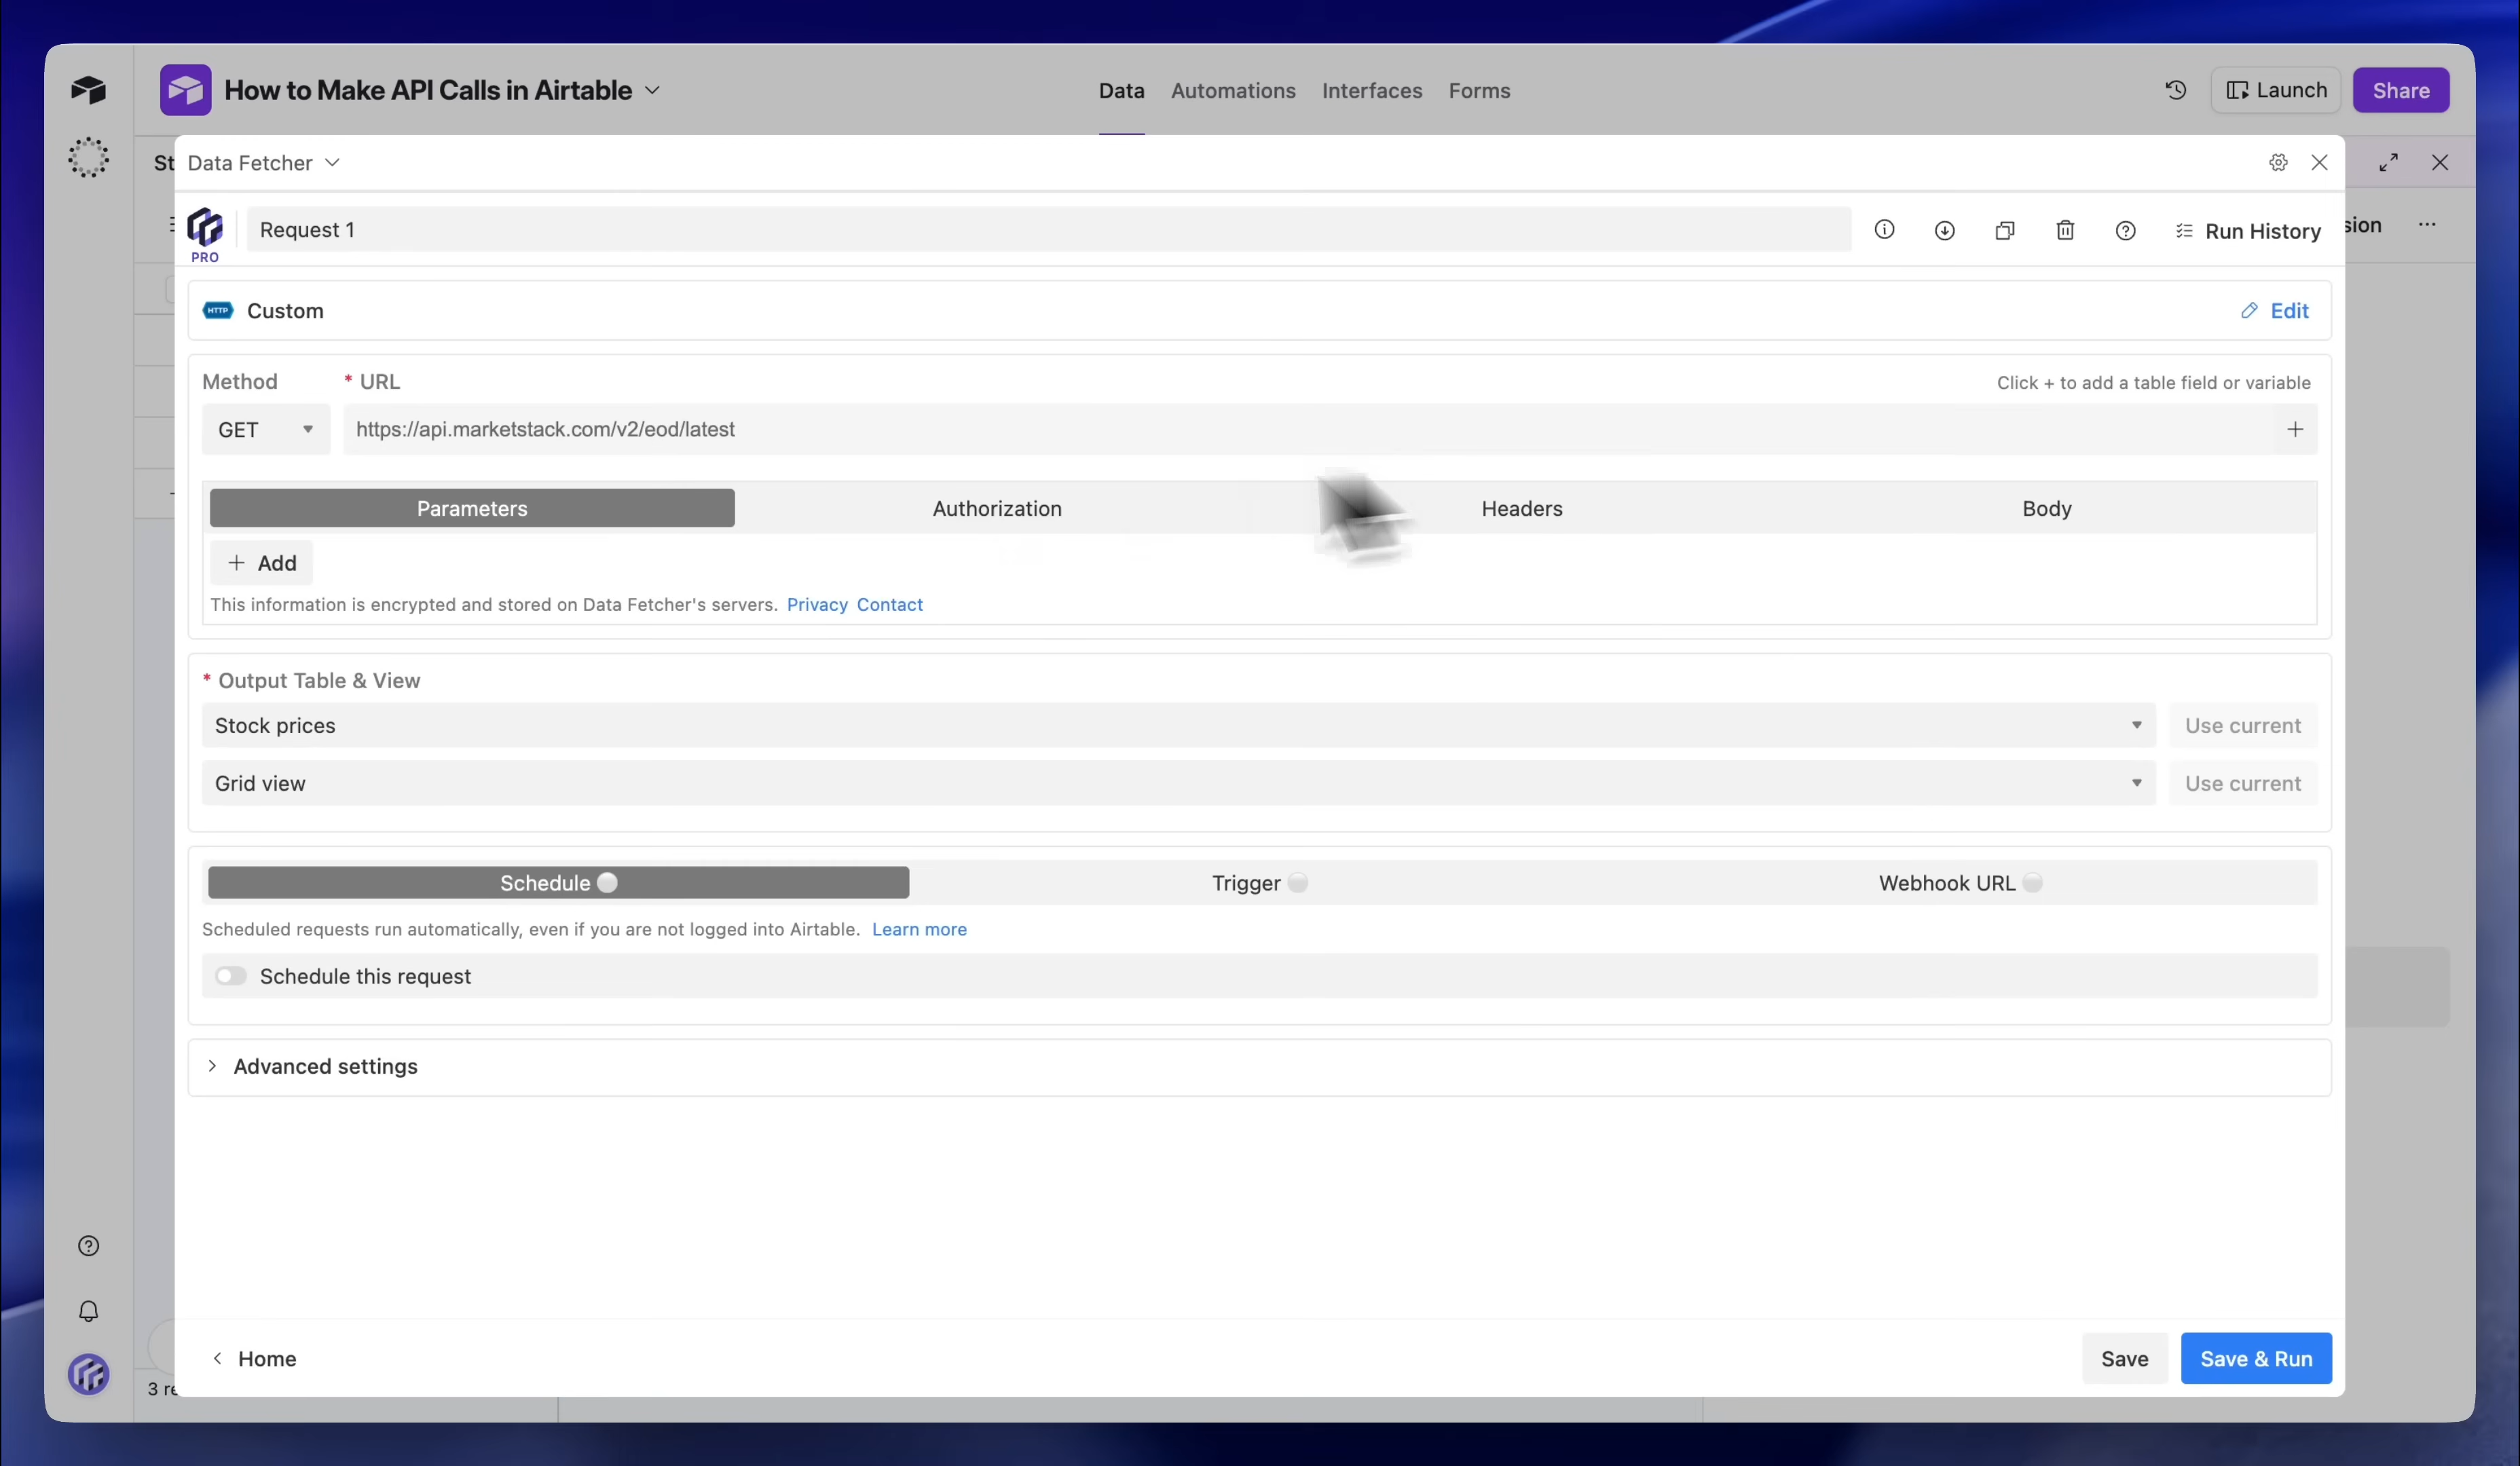 How to Make API Calls in Airtable
Data Automations Interfaces Forms
Launch Share
St Data Fetcher
Request 1
Run History
sion
PRO
HTTP Custom
Edit
Method * URL
Click + to add a table field or variable
GET https://api.marketstack.com/v2/eod/latest +
Parameters Authorization Headers Body
+ Add
This information is encrypted and stored on Data Fetcher's servers. Privacy Contact
* Output Table & View
Stock prices Use current
Grid view Use current
Schedule Trigger Webhook URL
Scheduled requests run automatically, even if you are not logged into Airtable. Learn more
Schedule this request
Advanced settings
Home
Save Save & Run
3 re